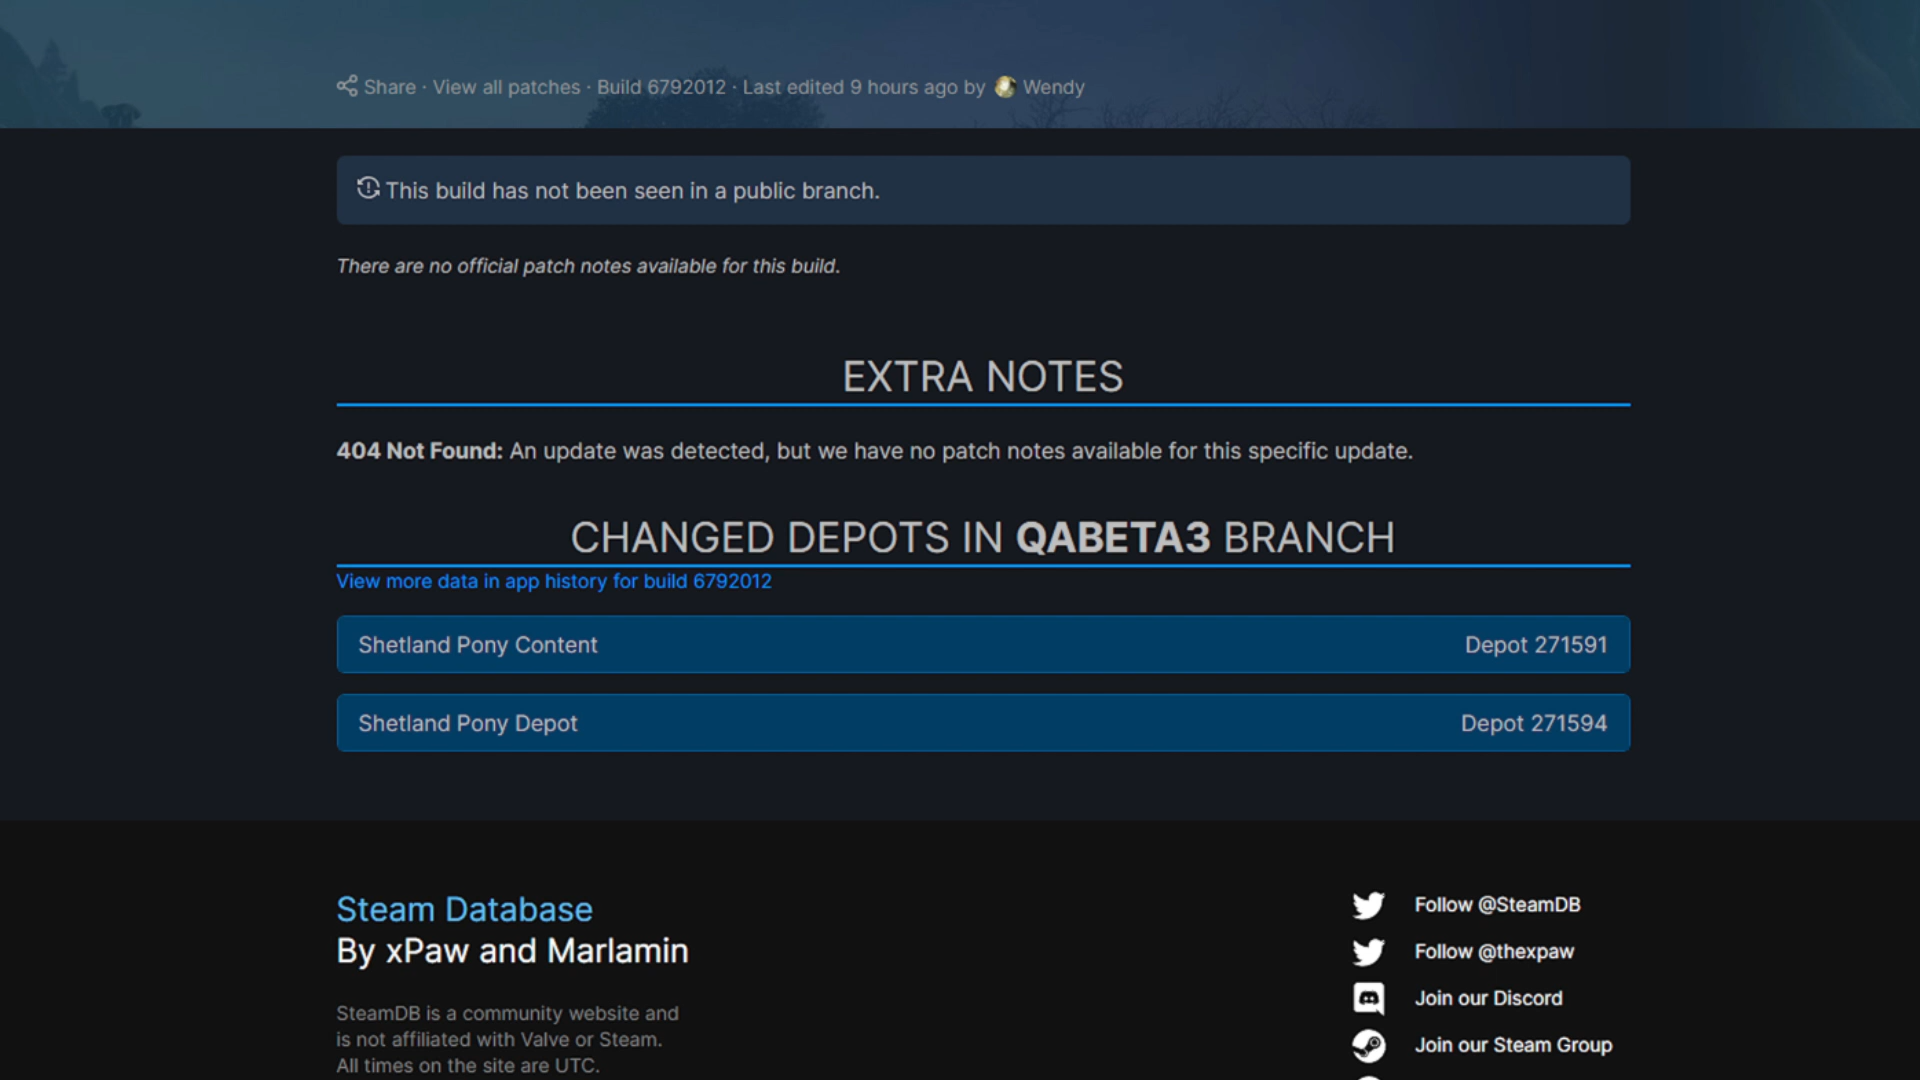 Share · View all patches · Build 6792012 · Last edited 9 hours ago by Wendy
This build has not been seen in a public branch.
There are no official patch notes available for this build.
EXTRA NOTES
404 Not Found: An update was detected, but we have no patch notes available for this specific update.
CHANGED DEPOTS IN QABETA3 BRANCH
View more data in app history for build 6792012
Shetland Pony Content Depot 271591
Shetland Pony Depot Depot 271594
Steam Database
By xPaw and Marlamin
SteamDB is a community website and
is not affiliated with Valve or Steam.
All times on the site are UTC.
Follow @SteamDB
Follow @thexpaw
Join our Discord
Join our Steam Group